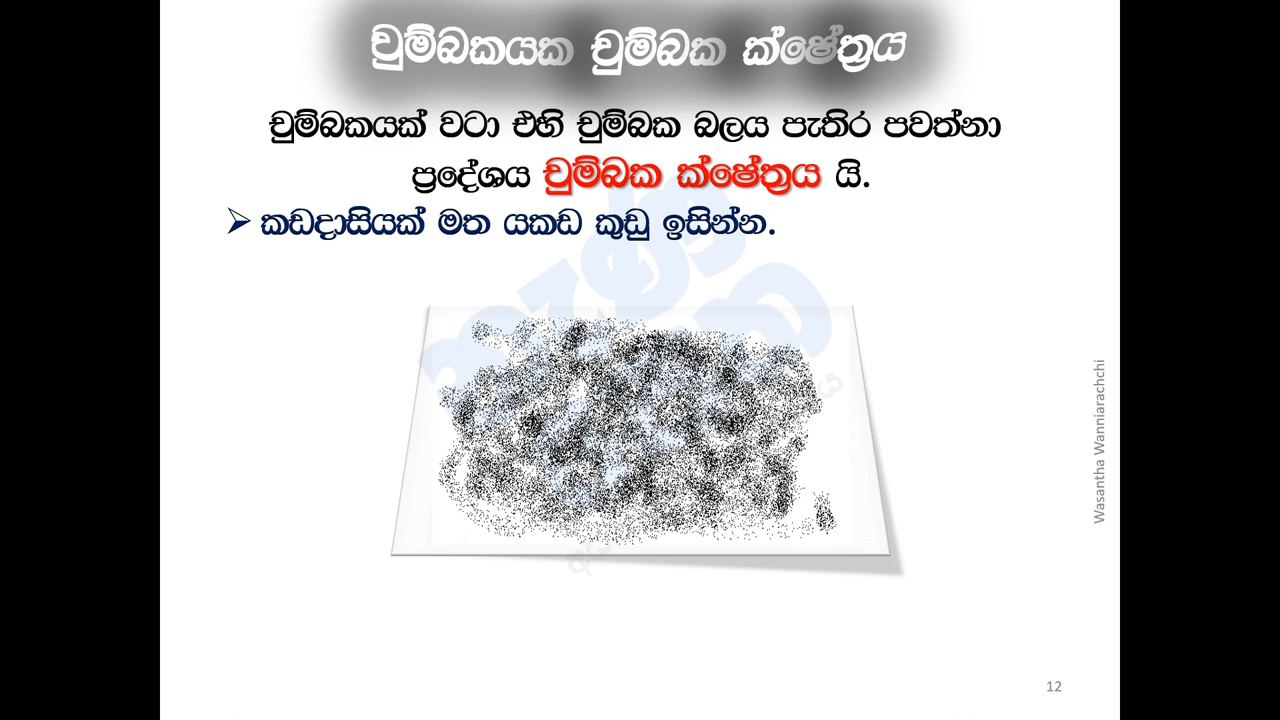 චුම්බකයක චුම්බක ක්ෂේත්‍රය
චුම්බකයක් වටා එහි චුම්බක බලය පැතිර පවත්නා
ප්‍රදේශය චුම්බක ක්ෂේත්‍රය යි.
➢ කඩදාසියක් මත යකඩ කුඩු ඉසින්න.
Wasantha Wanniarachchi
12